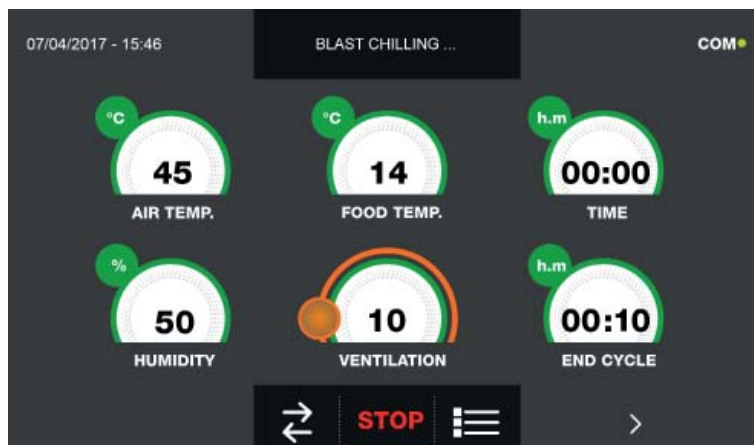 07/04/2017 - 15:46
BLAST CHILLING ...
COM
°C
45
AIR TEMP.
°C
14
FOOD TEMP.
h.m
00:00
TIME
%
50
HUMIDITY
10
VENTILATION
h.m
00:10
END CYCLE
STOP